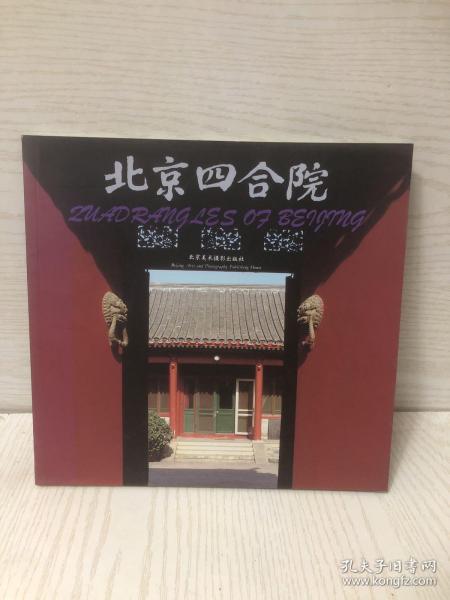 北京四合院
QUADRANGLES OF BEIJING
北京美术摄影出版社
Beijing Arts and Photography Publishing House
孔夫子旧书网
www.kongfz.com